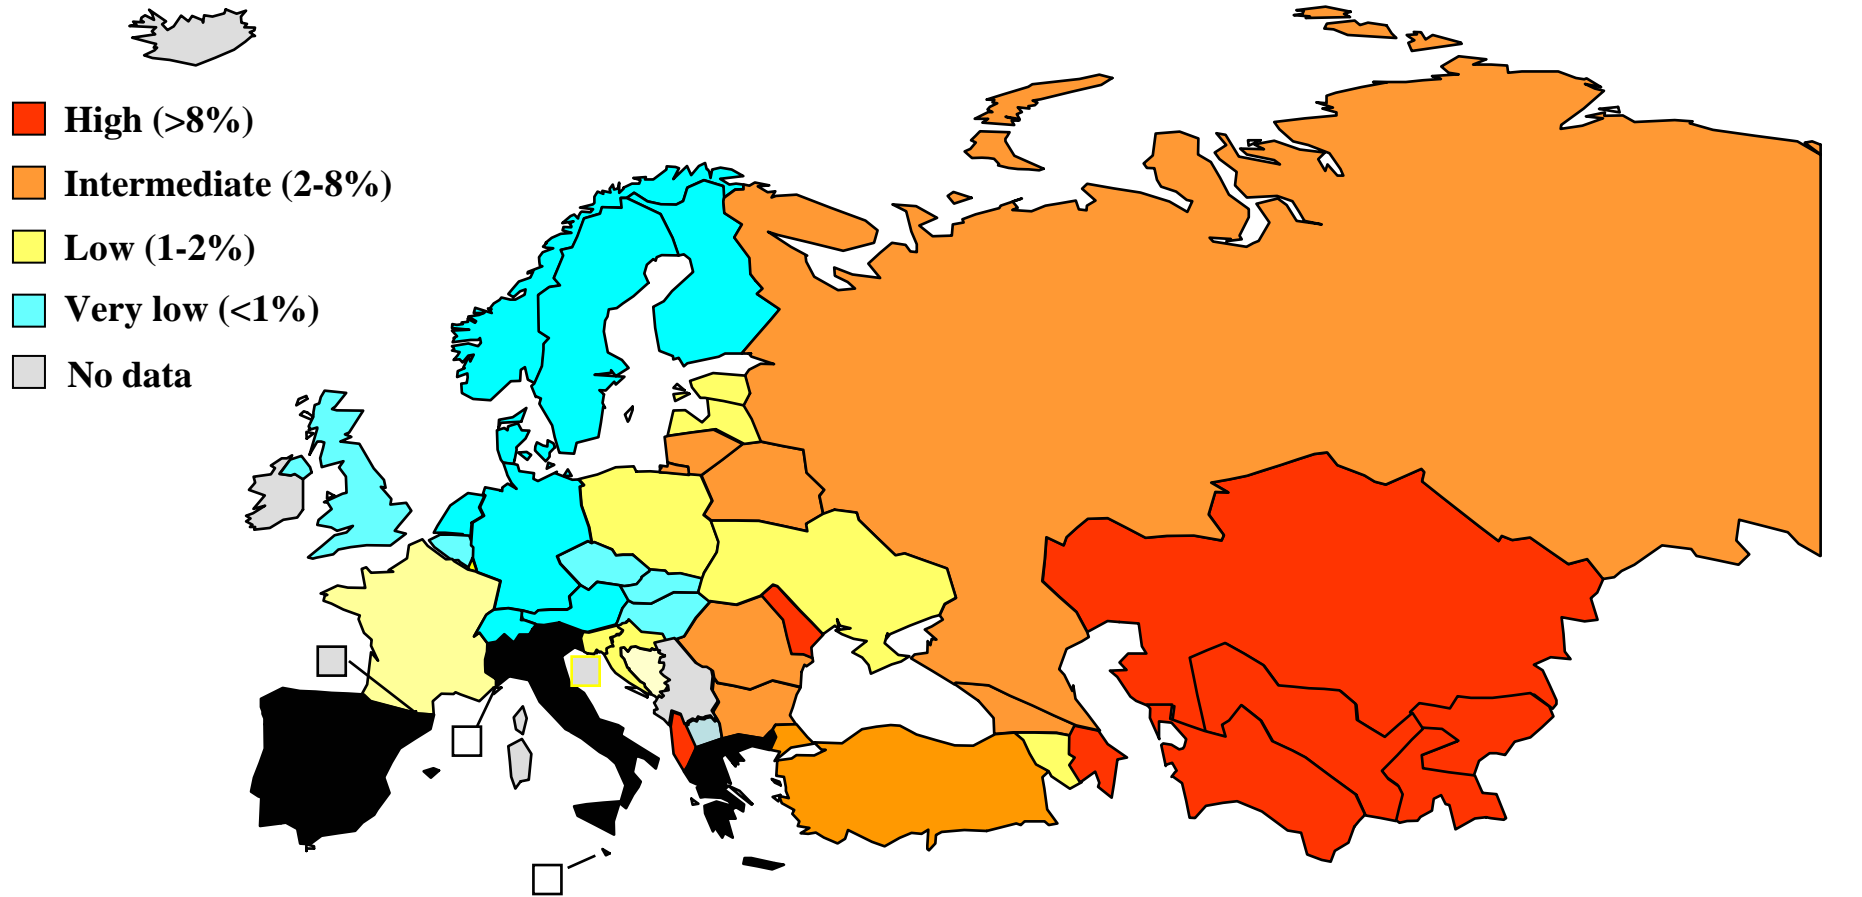 High (>8%)
Intermediate (2-8%)
Low (1-2%)
Very low (<1%)
No data